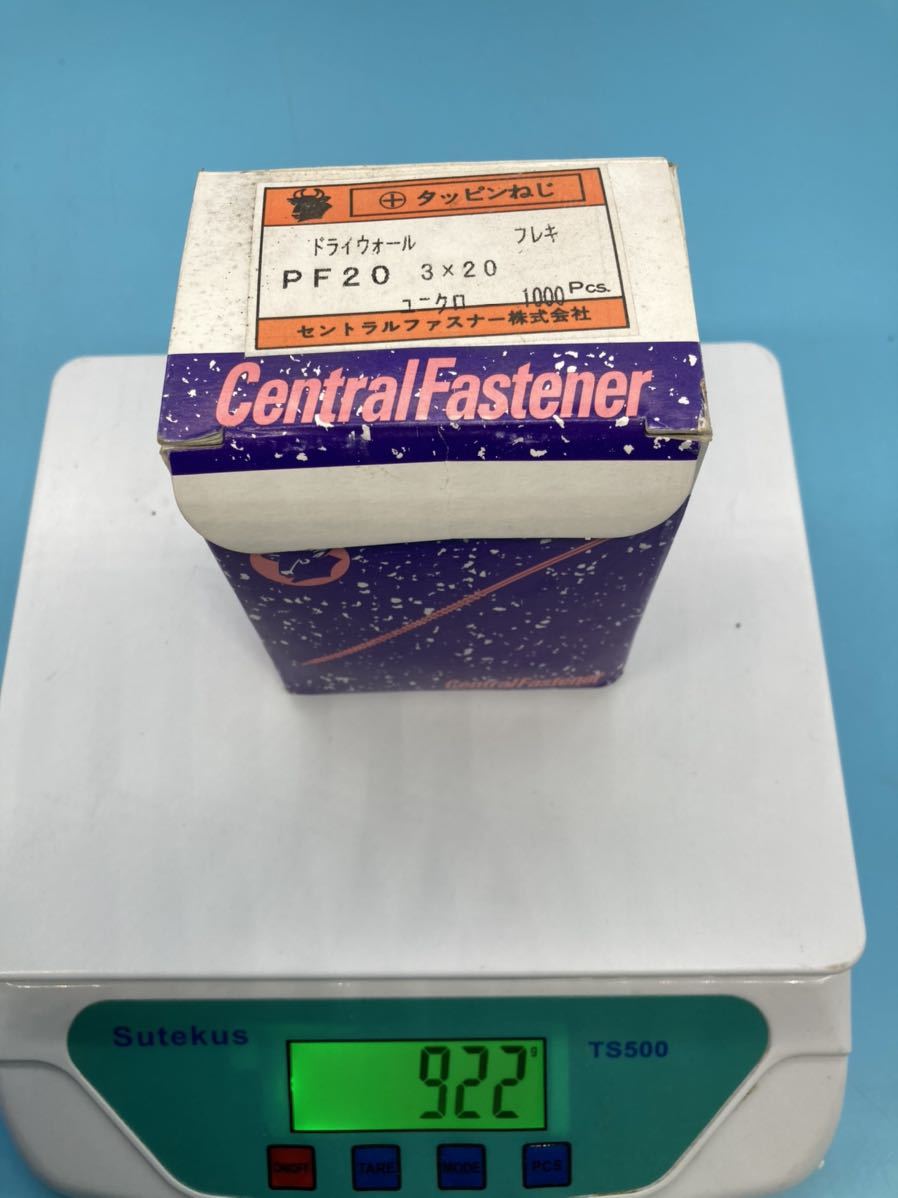 ⊕ タッピンねじ
ドライウォール フレキ
PF20 3×20
ユニクロ 1000 Pcs.
セントラルファスナー株式会社
CentralFastener
CentralFastener
Sutekus
922 g
TS500
ON/OFF TARE MODE PCS